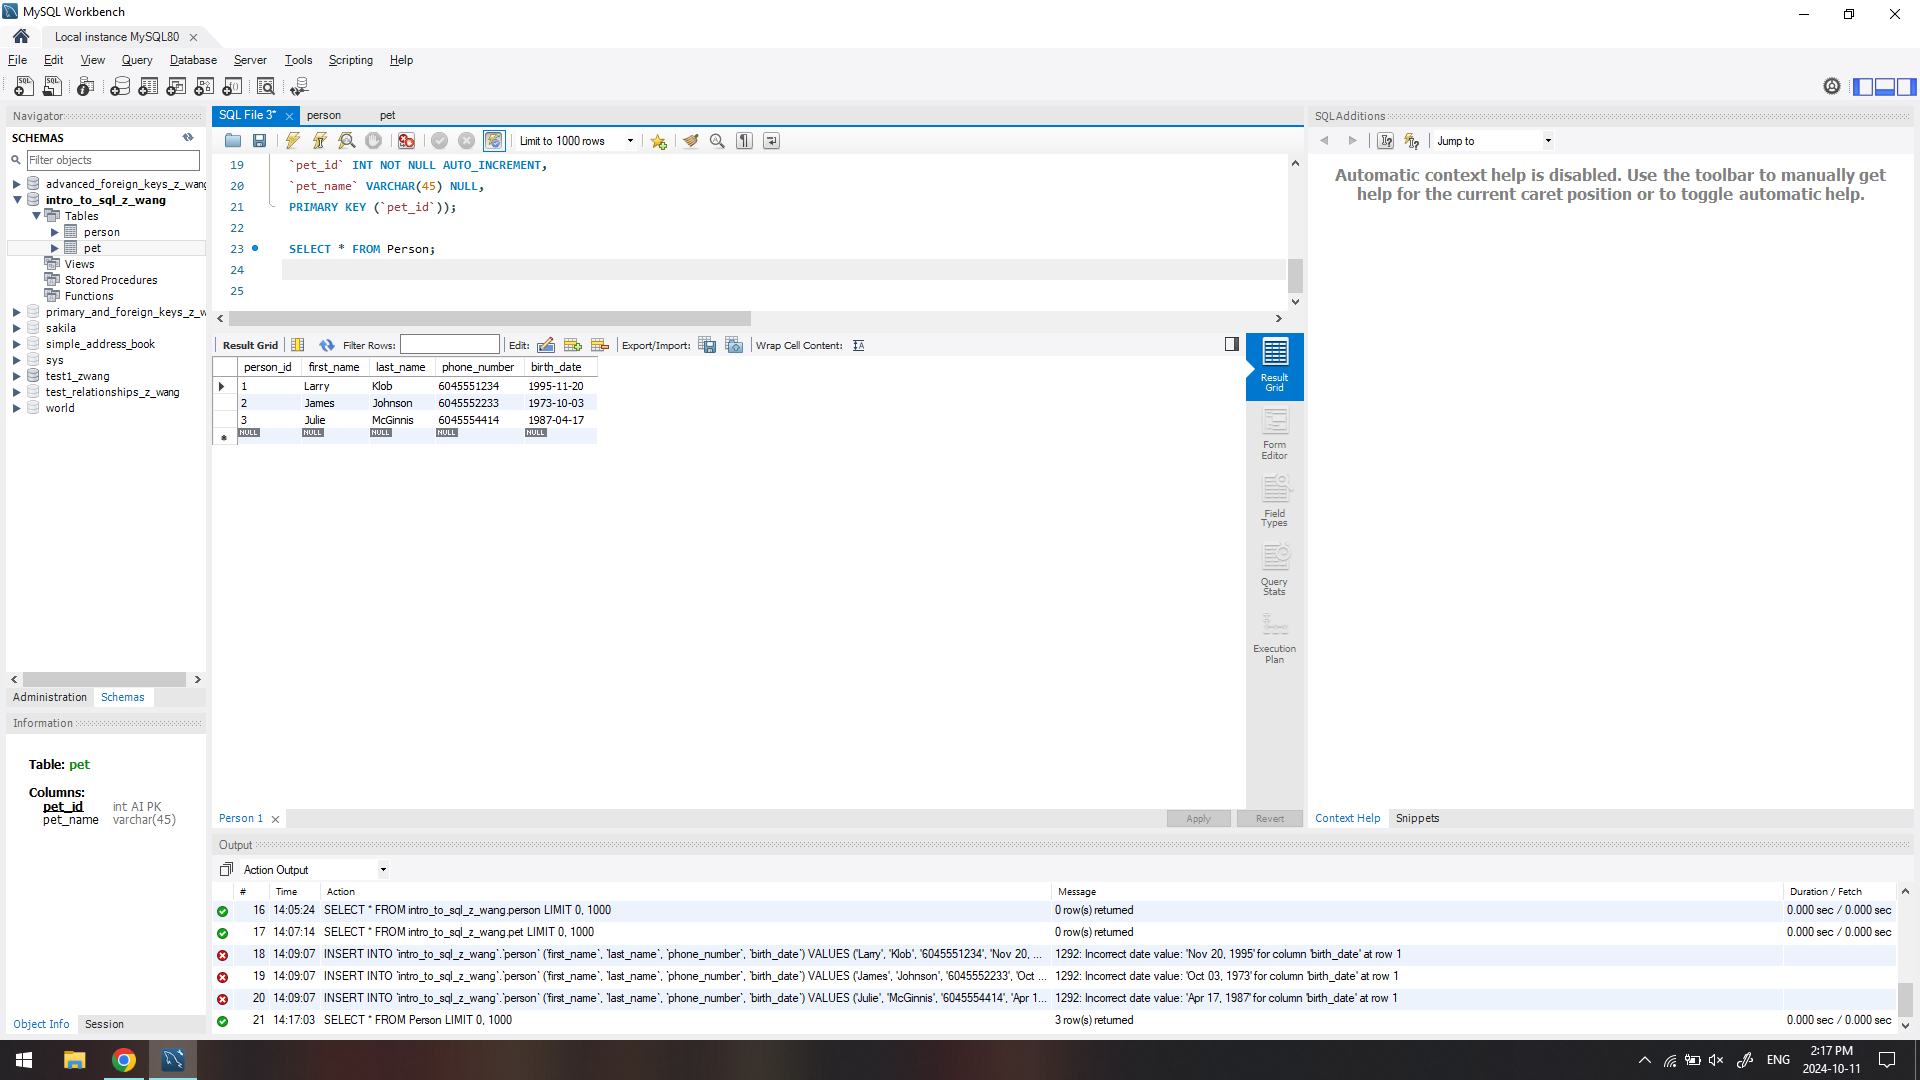 MySQL Workbench
Local instance MySQL80
File Edit View Query Database Server Tools Scripting Help
Navigator
SCHEMAS
Filter objects
advanced_foreign_keys_z_wang
intro_to_sql_z_wang
Tables
person
pet
Views
Stored Procedures
Functions
primary_and_foreign_keys_z_w
sakila
simple_address_book
sys
test1_zwang
test_relationships_z_wang
world
Administration Schemas
Information
Table: pet
Columns:
pet_id int AI PK
pet_name varchar(45)
Object Info Session
SQL File 3* person pet
Limit to 1000 rows
19 `pet_id` INT NOT NULL AUTO_INCREMENT,
20 `pet_name` VARCHAR(45) NULL,
21 PRIMARY KEY (`pet_id`));
22
23 SELECT * FROM Person;
24
25
Result Grid Filter Rows: Edit: Export/Import: Wrap Cell Content:
person_id first_name last_name phone_number birth_date
1 Larry Klob 6045551234 1995-11-20
2 James Johnson 6045552233 1973-10-03
3 Julie McGinnis 6045554414 1987-04-17
NULL NULL NULL NULL NULL
Result Grid
Form Editor
Field Types
Query Stats
Execution Plan
Person 1 Apply Revert
SQLAdditions
Jump to
Automatic context help is disabled. Use the toolbar to manually get
help for the current caret position or to toggle automatic help.
Context Help Snippets
Output
Action Output
# Time Action Message Duration / Fetch
16 14:05:24 SELECT * FROM intro_to_sql_z_wang.person LIMIT 0, 1000 0 row(s) returned 0.000 sec / 0.000 sec
17 14:07:14 SELECT * FROM intro_to_sql_z_wang.pet LIMIT 0, 1000 0 row(s) returned 0.000 sec / 0.000 sec
18 14:09:07 INSERT INTO `intro_to_sql_z_wang`.`person` (`first_name`, `last_name`, `phone_number`, `birth_date`) VALUES ('Larry', 'Klob', '6045551234', 'Nov 20, ... 1292: Incorrect date value: 'Nov 20, 1995' for column 'birth_date' at row 1
19 14:09:07 INSERT INTO `intro_to_sql_z_wang`.`person` (`first_name`, `last_name`, `phone_number`, `birth_date`) VALUES ('James', 'Johnson', '6045552233', 'Oct ... 1292: Incorrect date value: 'Oct 03, 1973' for column 'birth_date' at row 1
20 14:09:07 INSERT INTO `intro_to_sql_z_wang`.`person` (`first_name`, `last_name`, `phone_number`, `birth_date`) VALUES ('Julie', 'McGinnis', '6045554414', 'Apr 1... 1292: Incorrect date value: 'Apr 17, 1987' for column 'birth_date' at row 1
21 14:17:03 SELECT * FROM Person LIMIT 0, 1000 3 row(s) returned 0.000 sec / 0.000 sec
ENG
2:17 PM
2024-10-11